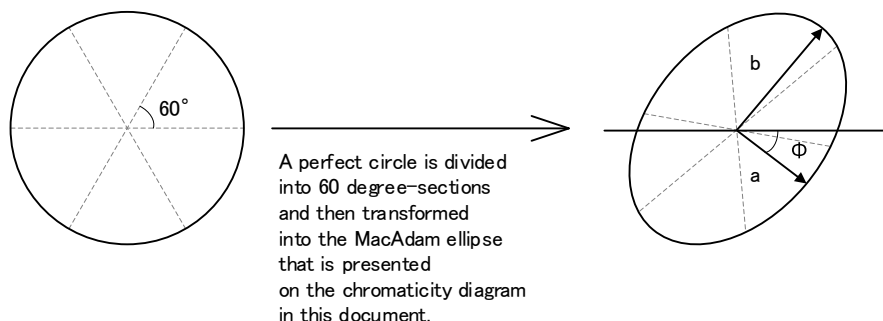 60°
A perfect circle is divided
into 60 degree-sections
and then transformed
into the MacAdam ellipse
that is presented
on the chromaticity diagram
in this document.
b
Φ
a